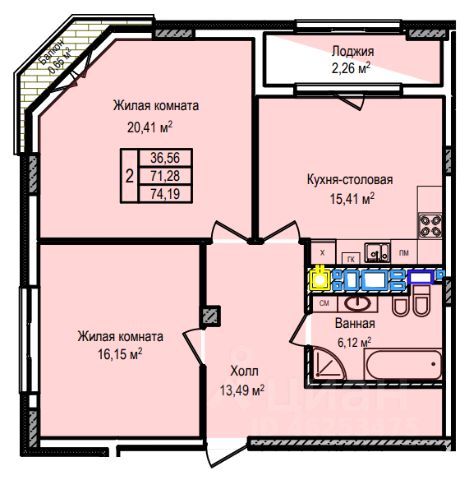 Балкон
0,86 м²
Лоджия
2,26 м²
Жилая комната
20,41 м²
36,56
2
71,28
74,19
Кухня-столовая
15,41 м²
Х
ГК
ПМ
СМ
Ванная
6,12 м²
Жилая комната
16,15 м²
Холл
13,49 м²
Циан